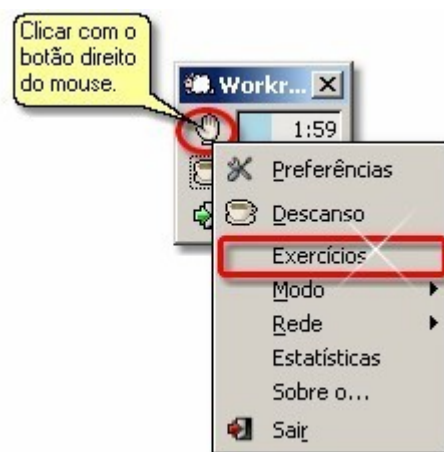 Clicar com o
botão direito
do mouse.
Workr...
1:59
Preferências
Descanso
Exercícios
Modo
Rede
Estatísticas
Sobre o...
Sair